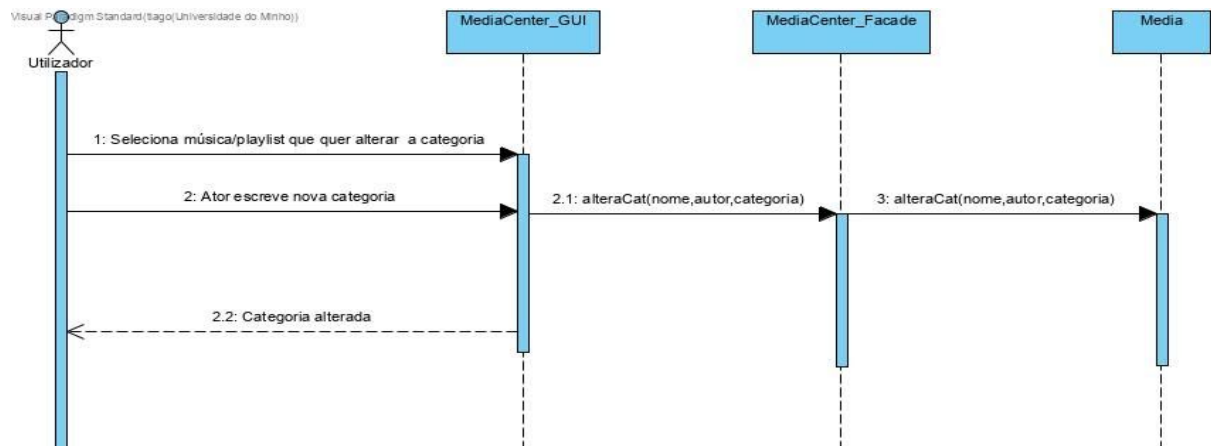 Visual Paradigm Standard(tiago(Universidade do Minho))
MediaCenter_GUI
MediaCenter_Facade
Media
Utilizador
1: Seleciona música/playlist que quer alterar a categoria
2: Ator escreve nova categoria
2.1: alteraCat(nome,autor,categoria)
3: alteraCat(nome,autor,categoria)
2.2: Categoria alterada